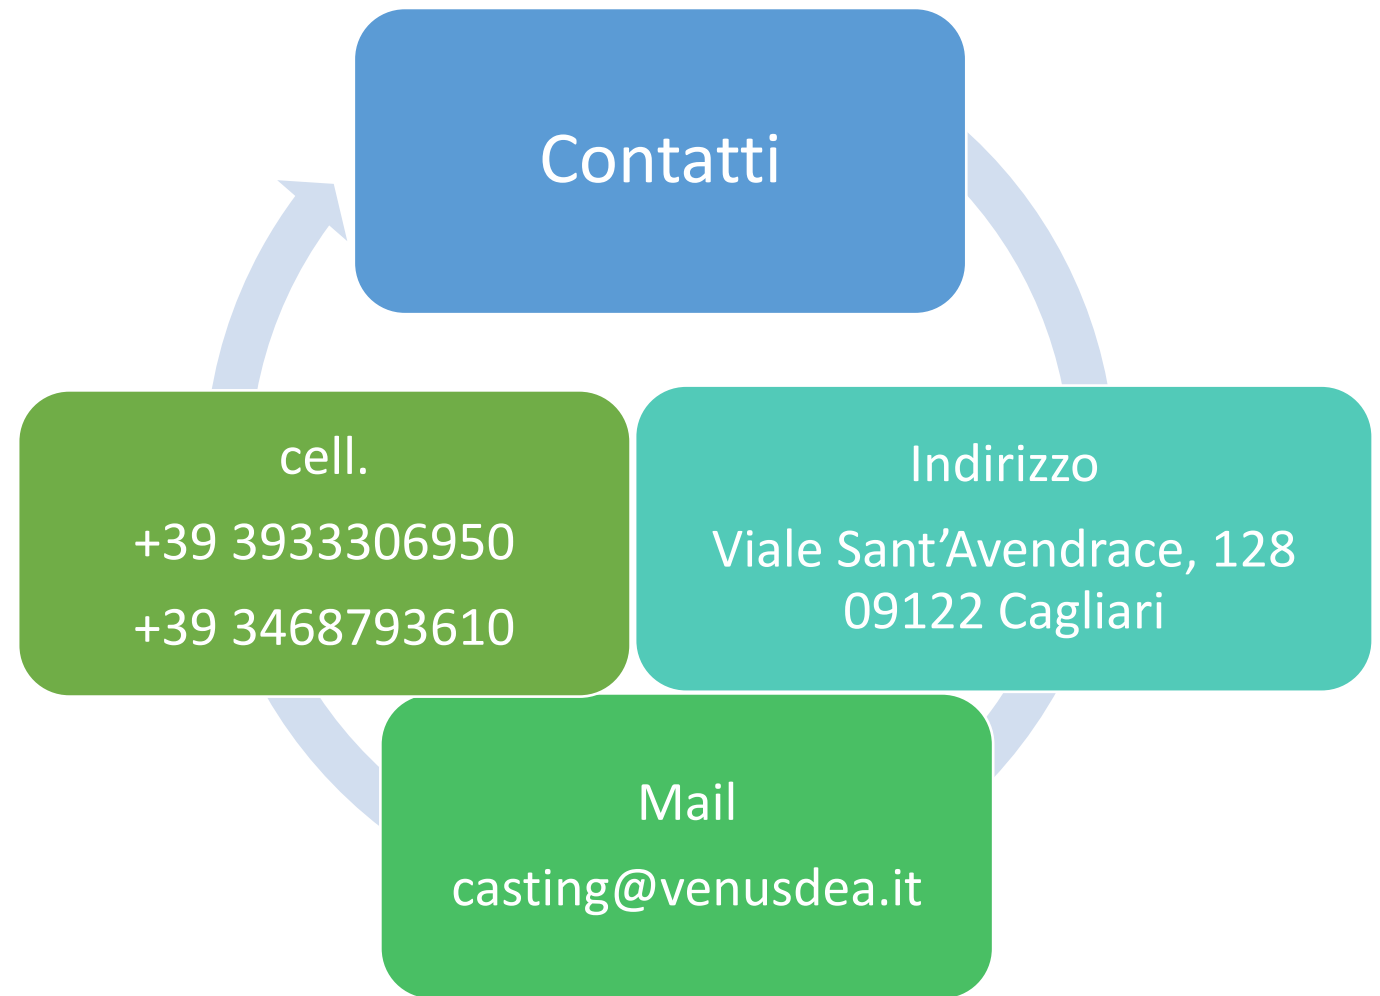 Contatti
cell.
+39 3933306950
+39 3468793610
Indirizzo
Viale Sant’Avendrace, 128
09122 Cagliari
Mail
casting@venusdea.it